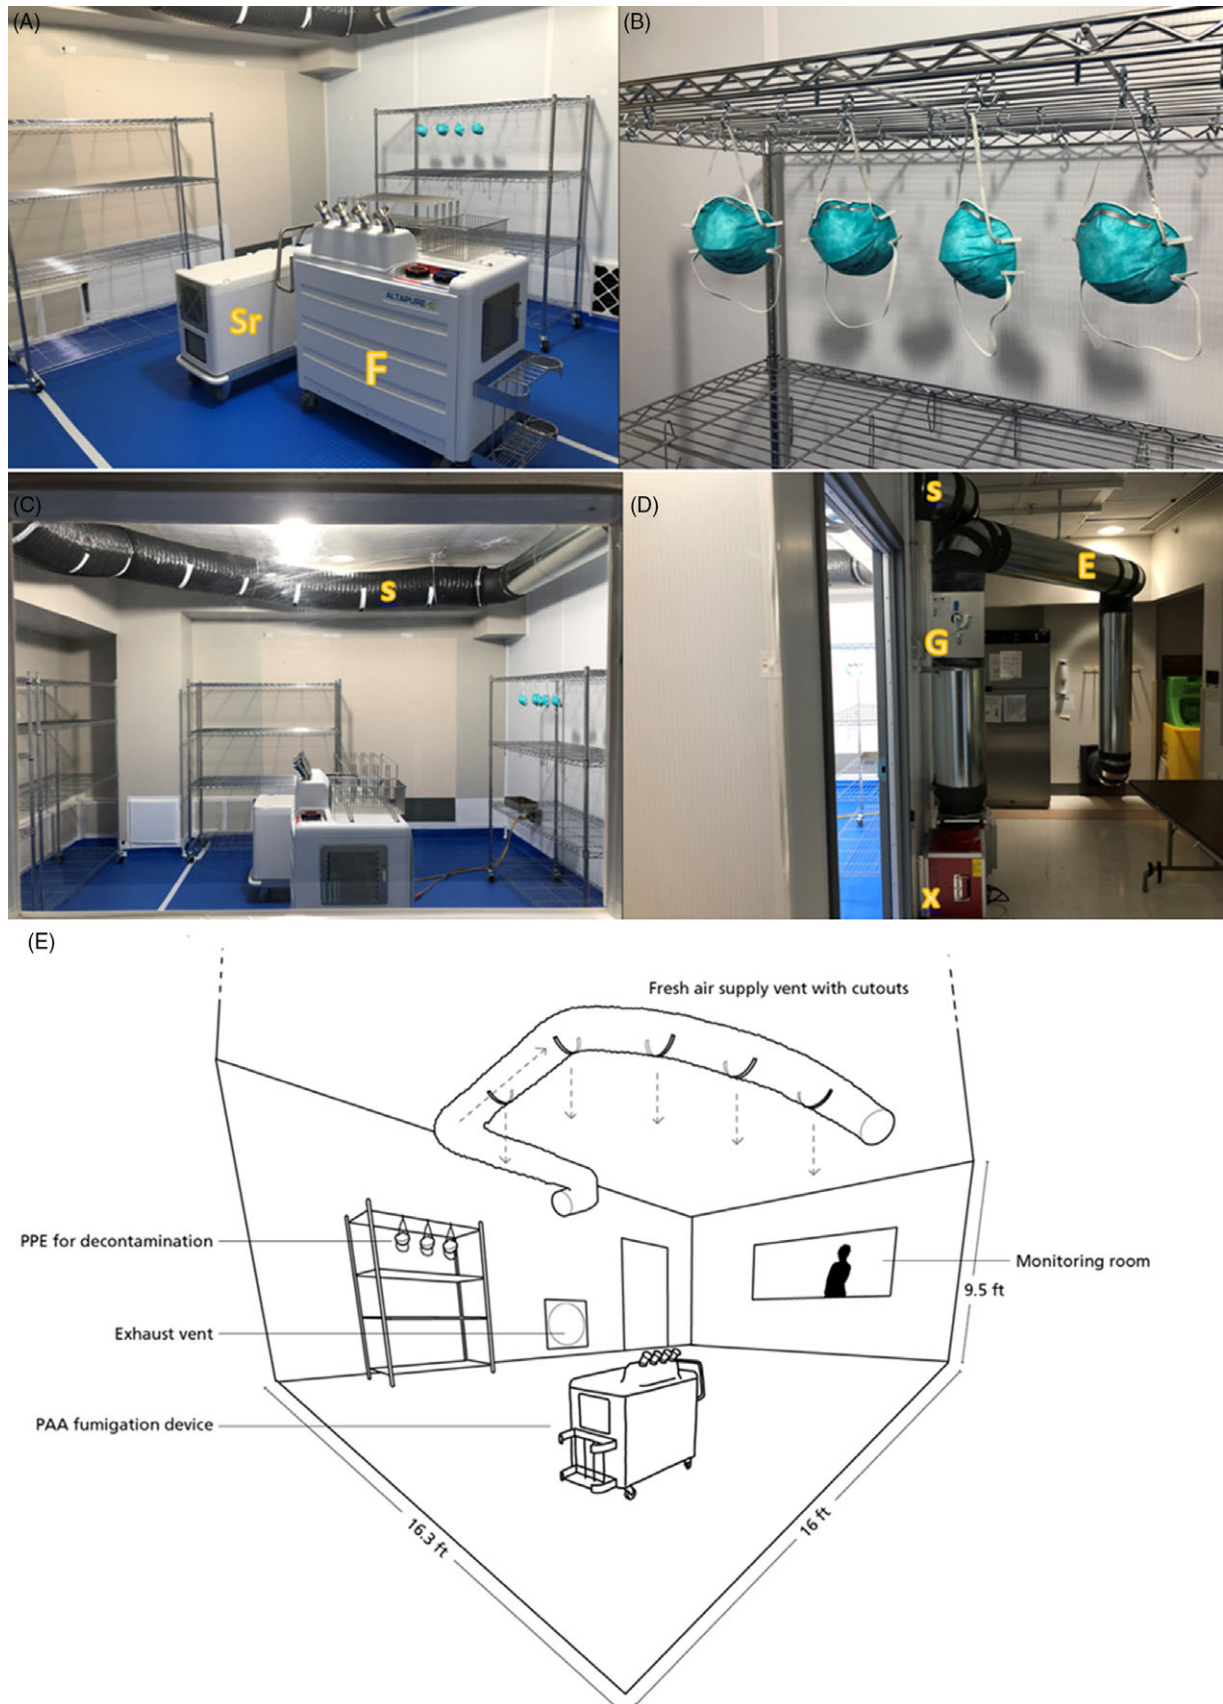 (A)
(B)
Sr
ALTAPURE
F
(C)
(D)
s
s
E
G
x
(E)
Fresh air supply vent with cutouts
PPE for decontamination
Monitoring room
9.5 ft
Exhaust vent
PAA fumigation device
16.3 ft
16 ft